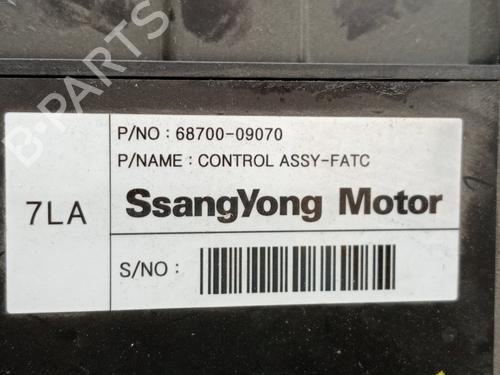 B-PARTS
P/NO : 68700-09070
P/NAME : CONTROL ASSY-FATC
7LA
SsangYong Motor
S/NO :